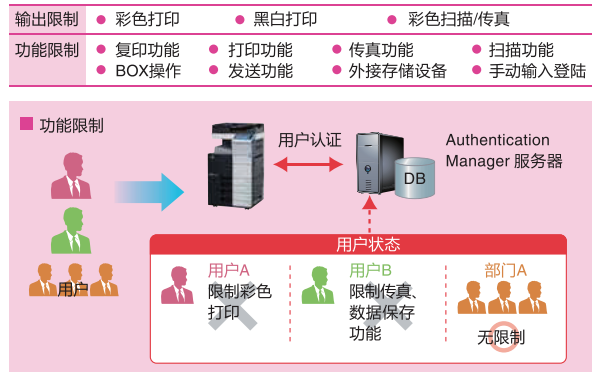 输出限制 ● 彩色打印 ● 黑白打印 ● 彩色扫描/传真
功能限制 ● 复印功能 ● 打印功能 ● 传真功能 ● 扫描功能
● BOX操作 ● 发送功能 ● 外接存储设备 ● 手动输入登陆
■ 功能限制
用户认证
Authentication
Manager 服务器
DB
用户
用户状态
用户A
限制彩色
打印
用户B
限制传真、
数据保存
功能
部门A
无限制